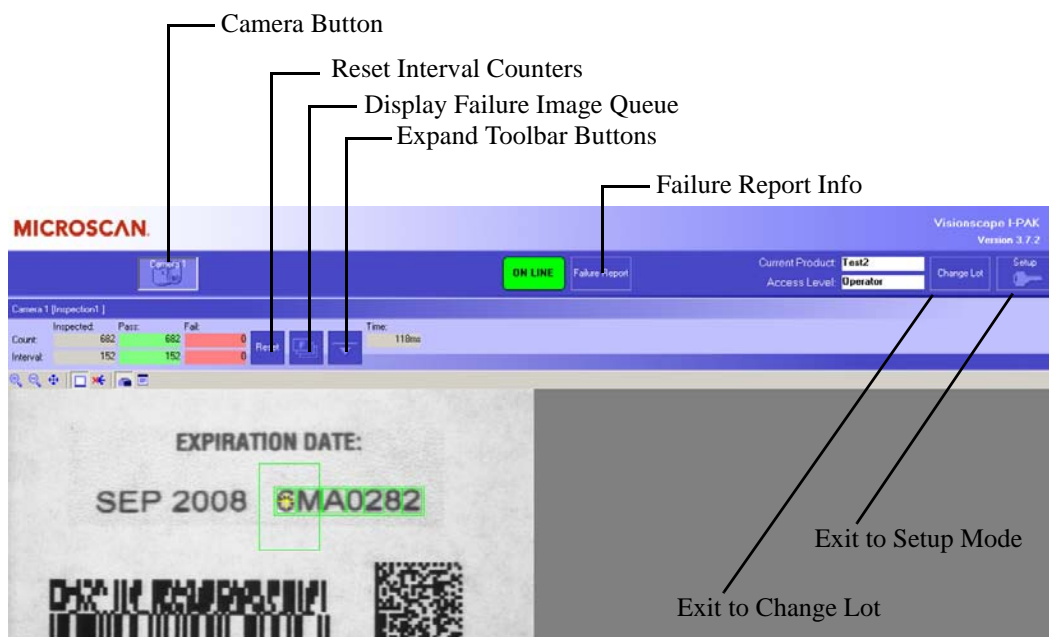 Camera Button
Reset Interval Counters
Display Failure Image Queue
Expand Toolbar Buttons
Failure Report Info
MICROSCAN.
Visionscape I-PAK
Version 3.7.2
Camera 1
ON LINE
Failure Report
Current Product: Test2
Access Level: Operator
Change Lot
Setup
Camera 1 [Inspection1 ]
Inspected: Pass: Fail: Time:
Count: 682 682 0 Reset 118ms
Interval: 152 152 0
EXPIRATION DATE:
SEP 2008 6MA0282
Exit to Setup Mode
Exit to Change Lot